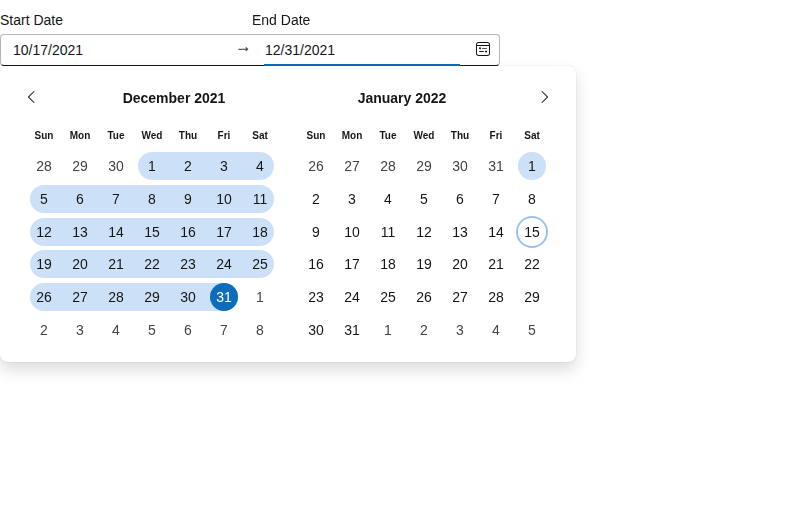 Start Date End Date
10/17/2021 → 12/31/2021
December 2021 January 2022
Sun Mon Tue Wed Thu Fri Sat Sun Mon Tue Wed Thu Fri Sat
28 29 30 1 2 3 4 26 27 28 29 30 31 1
5 6 7 8 9 10 11 2 3 4 5 6 7 8
12 13 14 15 16 17 18 9 10 11 12 13 14 15
19 20 21 22 23 24 25 16 17 18 19 20 21 22
26 27 28 29 30 31 1 23 24 25 26 27 28 29
2 3 4 5 6 7 8 30 31 1 2 3 4 5